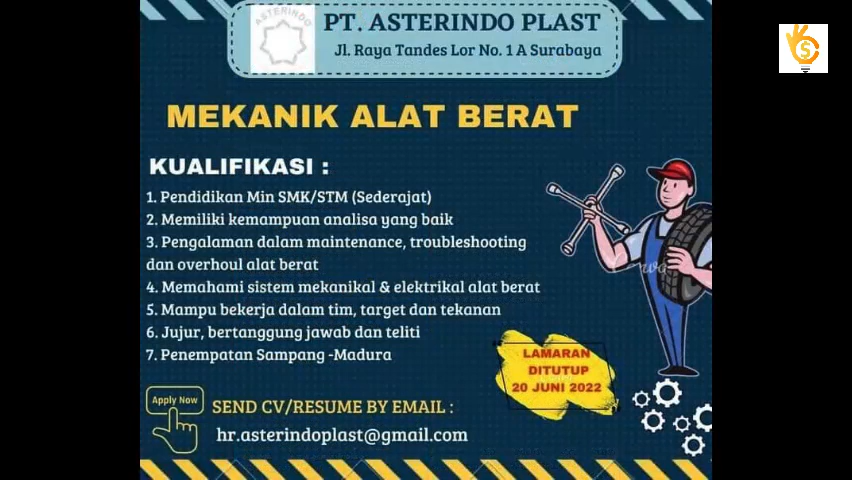 ASTERINDO
PT. ASTERINDO PLAST
Jl. Raya Tandes Lor No. 1 A Surabaya
MEKANIK ALAT BERAT
KUALIFIKASI :
1. Pendidikan Min SMK/STM (Sederajat)
2. Memiliki kemampuan analisa yang baik
3. Pengalaman dalam maintenance, troubleshooting
dan overhoul alat berat
4. Memahami sistem mekanikal & elektrikal alat berat
5. Mampu bekerja dalam tim, target dan tekanan
6. Jujur, bertanggung jawab dan teliti
7. Penempatan Sampang -Madura
LAMARAN
DITUTUP
20 JUNI 2022
Apply Now
SEND CV/RESUME BY EMAIL :
hr.asterindoplast@gmail.com